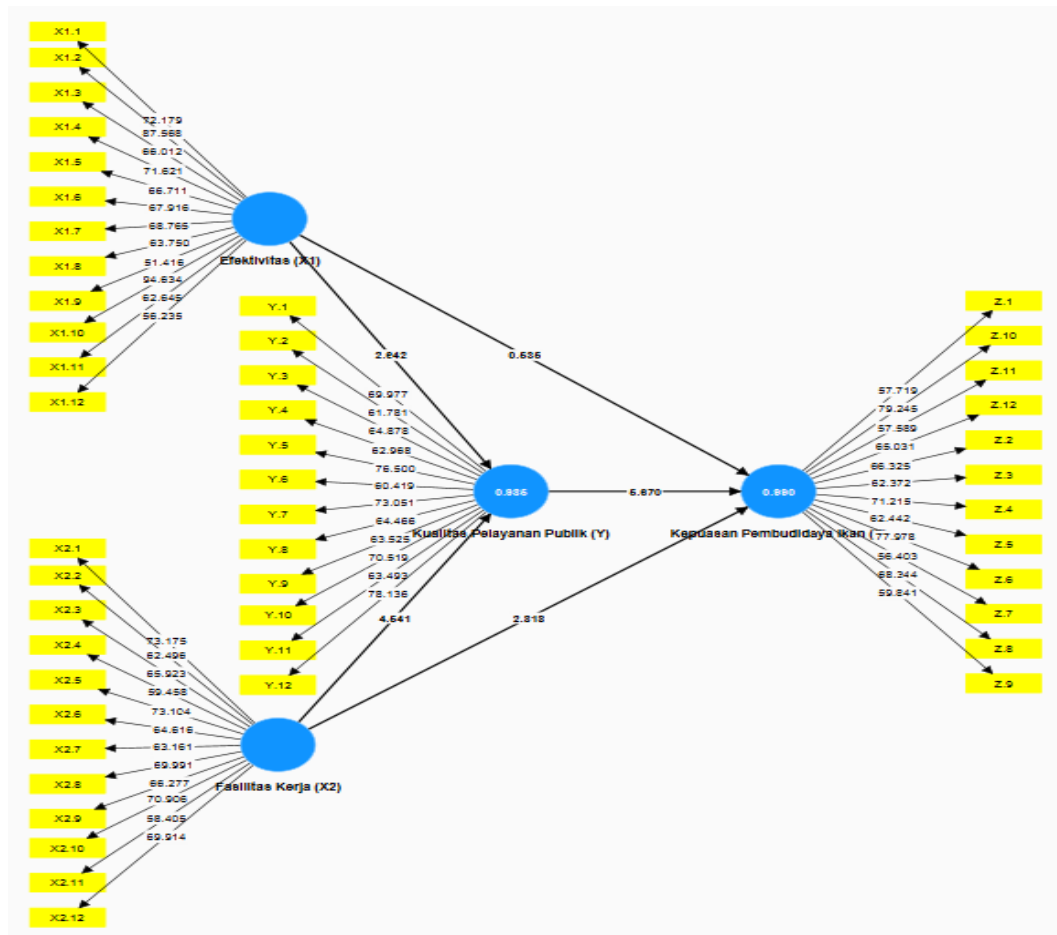 X1.1
X1.2
X1.3
X1.4
X1.5
X1.6
X1.7
X1.8
X1.9
X1.10
X1.11
X1.12
72.179
87.568
66.012
71.621
66.711
67.916
68.765
63.750
51.416
94.634
62.645
56.235
Efektivitas (X1)
Y.1
Y.2
Y.3
Y.4
Y.5
Y.6
Y.7
Y.8
Y.9
Y.10
Y.11
Y.12
69.977
61.781
64.878
62.968
76.500
60.419
73.051
64.466
63.525
70.519
63.493
78.136
0.985
Kualitas Pelayanan Publik (Y)
5.670
0.990
Kepuasan Pembudidaya Ikan (
Z.1
Z.10
Z.11
Z.12
Z.2
Z.3
Z.4
Z.5
Z.6
Z.7
Z.8
Z.9
57.719
79.245
57.589
65.031
66.325
62.372
71.215
62.442
77.978
56.403
68.344
59.841
X2.1
X2.2
X2.3
X2.4
X2.5
X2.6
X2.7
X2.8
X2.9
X2.10
X2.11
X2.12
73.175
62.496
65.923
59.458
73.104
64.616
63.161
69.991
66.277
70.906
58.405
69.914
Fasilitas Kerja (X2)
2.818